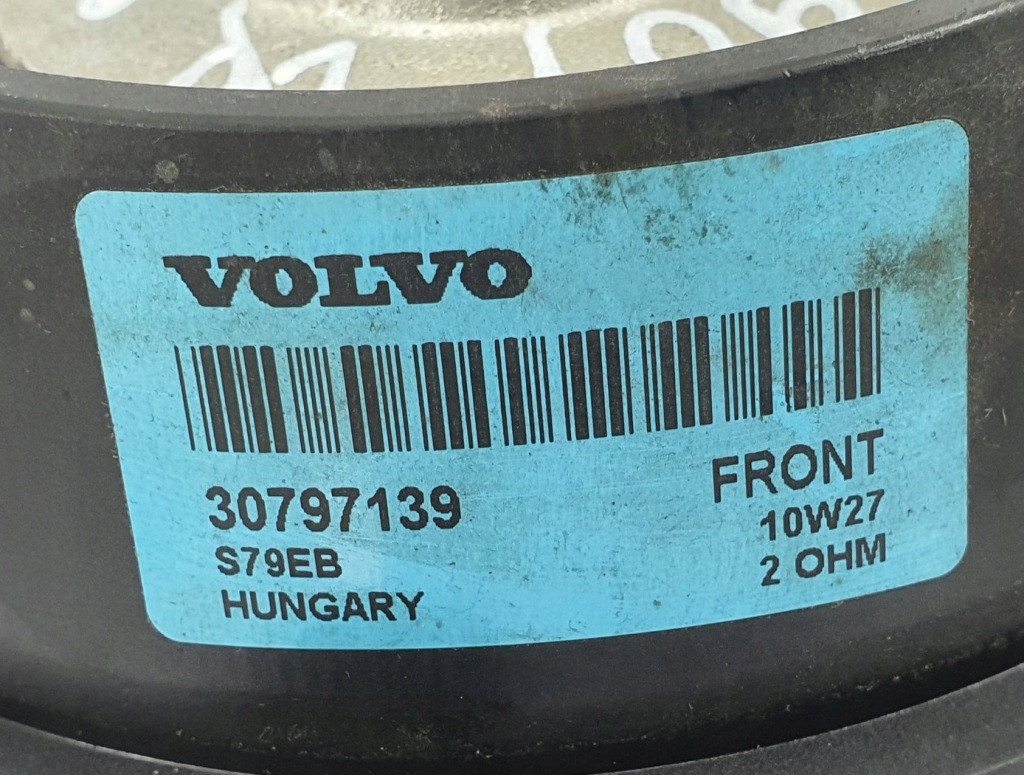 VOLVO
30797139
S79EB
HUNGARY
FRONT
10W27
2 OHM